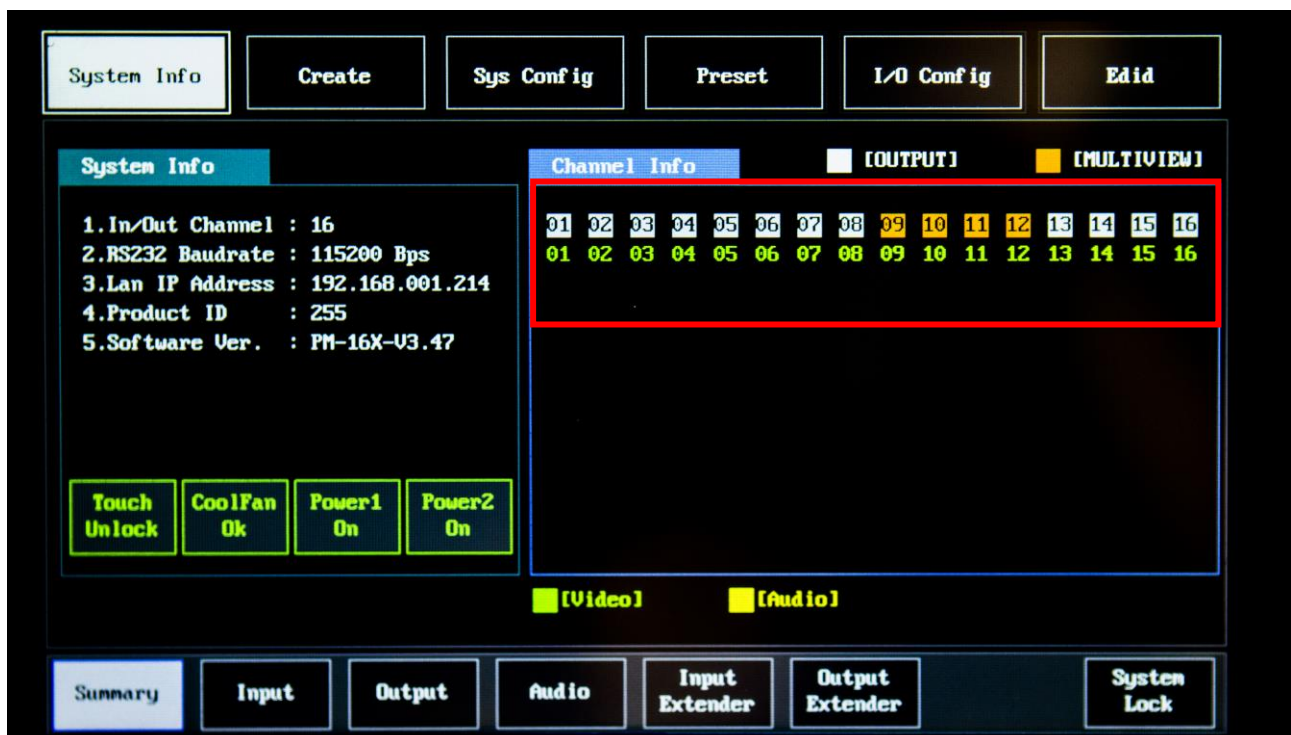 System Info Create Sys Config Preset I/O Config Edid
System Info
1.In/Out Channel : 16
2.RS232 Baudrate : 115200 Bps
3.Lan IP Address : 192.168.001.214
4.Product ID : 255
5.Software Ver. : PM-16X-V3.47
Touch Unlock
CoolFan Ok
Power1 On
Power2 On
Channel Info [OUTPUT] [MULTIVIEW]
01 02 03 04 05 06 07 08 09 10 11 12 13 14 15 16
01 02 03 04 05 06 07 08 09 10 11 12 13 14 15 16
[Video] [Audio]
Summary Input Output Audio Input Extender Output Extender System Lock